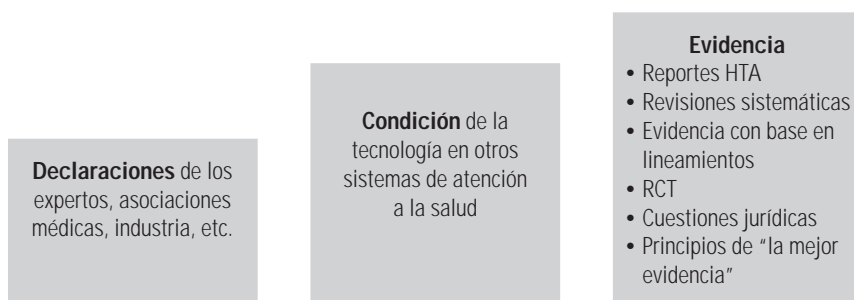 Declaraciones de los
expertos, asociaciones
médicas, industria, etc.
Condición de la
tecnología en otros
sistemas de atención
a la salud
Evidencia
• Reportes HTA
• Revisiones sistemáticas
• Evidencia con base en
lineamientos
• RCT
• Cuestiones jurídicas
• Principios de “la mejor
evidencia”